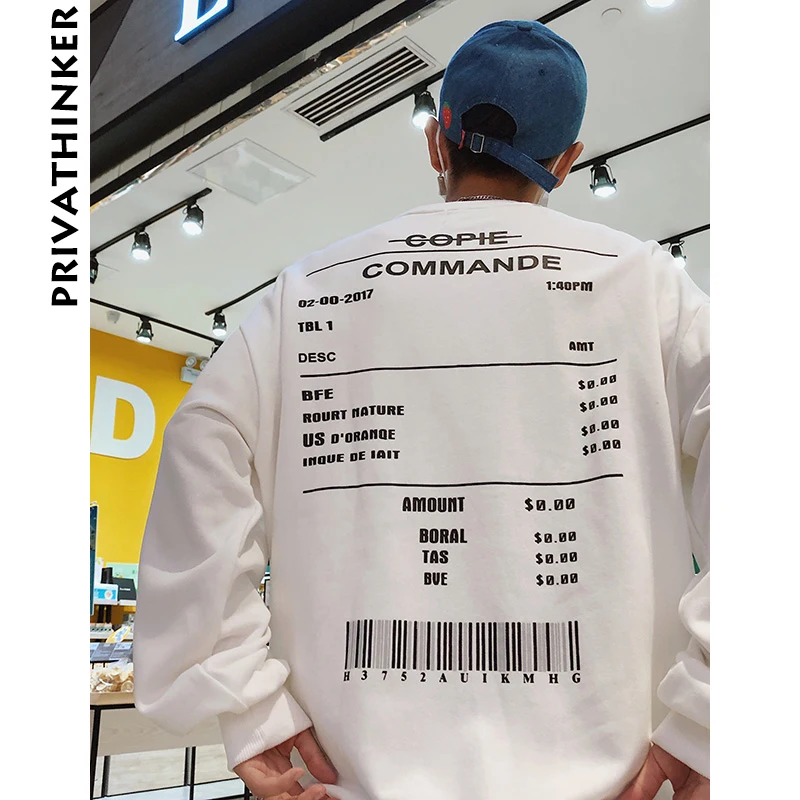 PRIVATHINKER
D
COPIE
COMMANDE
02-00-2017 1:40PM
TBL 1
DESC AMT
BFE $0.00
ROURT NATURE $0.00
US D'ORANQE $0.00
INQUE DE IAIT $0.00
AMOUNT $0.00
BORAL $0.00
TAS $0.00
BVE $0.00
H3752AUIKMHG